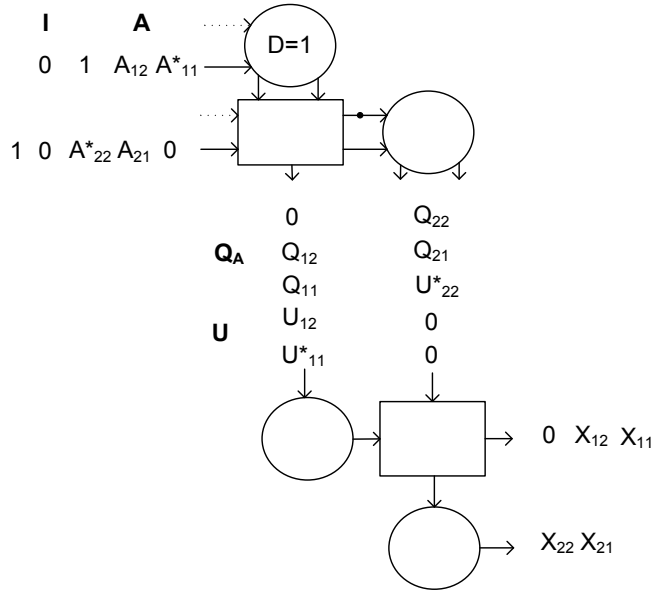 I A
D=1
0 1 A₁₂ A*₁₁
1 0 A*₂₂ A₂₁ 0
0 Q₂₂
Q_A Q₁₂ Q₂₁
Q₁₁ U*₂₂
U U₁₂ 0
U*₁₁ 0
0 X₁₂ X₁₁
X₂₂ X₂₁